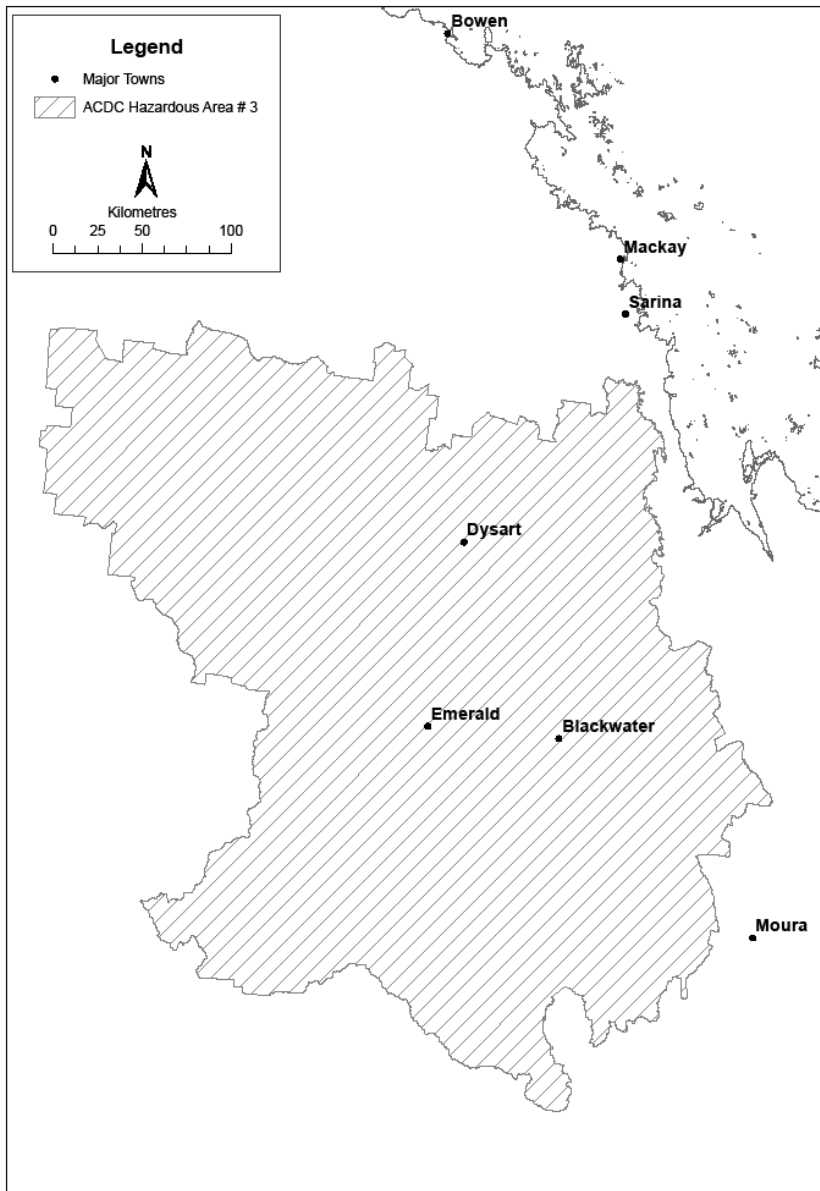 Legend
Major Towns
ACDC Hazardous Area # 3
N
Kilometres
0 25 50 100
Bowen
Mackay
Sarina
Dysart
Emerald
Blackwater
Moura